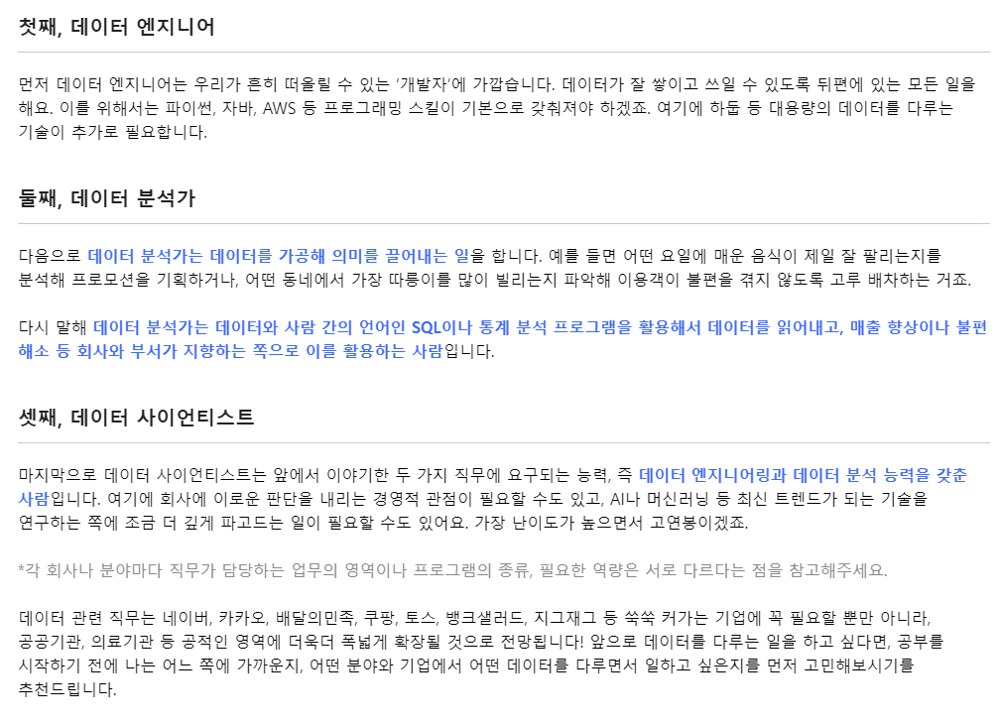 첫째, 데이터 엔지니어
먼저 데이터 엔지니어는 우리가 흔히 떠올릴 수 있는 ‘개발자’에 가깝습니다. 데이터가 잘 쌓이고 쓰일 수 있도록 뒤편에 있는 모든 일을
해요. 이를 위해서는 파이썬, 자바, AWS 등 프로그래밍 스킬이 기본으로 갖춰져야 하겠죠. 여기에 하둡 등 대용량의 데이터를 다루는
기술이 추가로 필요합니다.
둘째, 데이터 분석가
다음으로 데이터 분석가는 데이터를 가공해 의미를 끌어내는 일을 합니다. 예를 들면 어떤 요일에 매운 음식이 제일 잘 팔리는지를
분석해 프로모션을 기획하거나, 어떤 동네에서 가장 따릉이를 많이 빌리는지 파악해 이용객이 불편을 겪지 않도록 고루 배차하는 거죠.
다시 말해 데이터 분석가는 데이터와 사람 간의 언어인 SQL이나 통계 분석 프로그램을 활용해서 데이터를 읽어내고, 매출 향상이나 불편
해소 등 회사와 부서가 지향하는 쪽으로 이를 활용하는 사람입니다.
셋째, 데이터 사이언티스트
마지막으로 데이터 사이언티스트는 앞에서 이야기한 두 가지 직무에 요구되는 능력, 즉 데이터 엔지니어링과 데이터 분석 능력을 갖춘
사람입니다. 여기에 회사에 이로운 판단을 내리는 경영적 관점이 필요할 수도 있고, AI나 머신러닝 등 최신 트렌드가 되는 기술을
연구하는 쪽에 조금 더 깊게 파고드는 일이 필요할 수도 있어요. 가장 난이도가 높으면서 고연봉이겠죠.
*각 회사나 분야마다 직무가 담당하는 업무의 영역이나 프로그램의 종류, 필요한 역량은 서로 다르다는 점을 참고해주세요.
데이터 관련 직무는 네이버, 카카오, 배달의민족, 쿠팡, 토스, 뱅크샐러드, 지그재그 등 쑥쑥 커가는 기업에 꼭 필요할 뿐만 아니라,
공공기관, 의료기관 등 공적인 영역에 더욱더 폭넓게 확장될 것으로 전망됩니다! 앞으로 데이터를 다루는 일을 하고 싶다면, 공부를
시작하기 전에 나는 어느 쪽에 가까운지, 어떤 분야와 기업에서 어떤 데이터를 다루면서 일하고 싶은지를 먼저 고민해보시기를
추천드립니다.